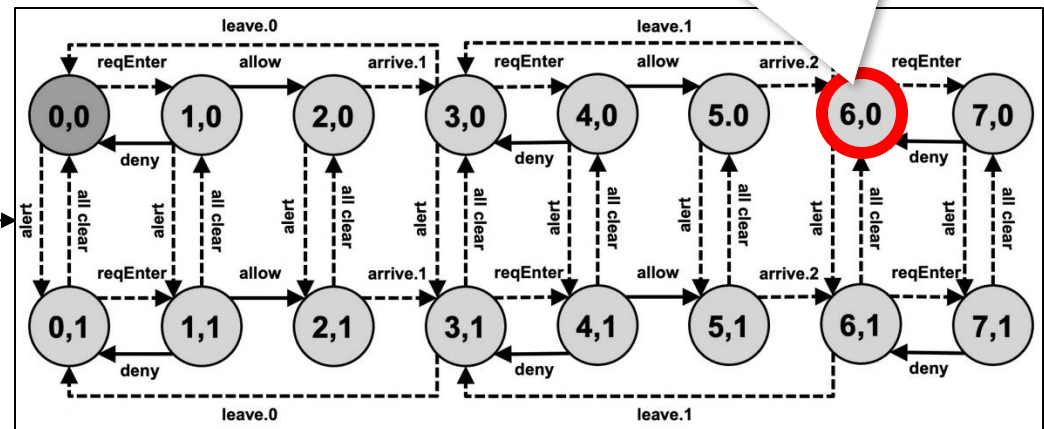 leave.0
leave.1
reqEnter allow arrive.1 reqEnter allow arrive.2 reqEnter
0,0 1,0 2,0 3,0 4,0 5.0 6,0 7,0
deny deny deny
alert all clear alert all clear alert all clear alert all clear alert all clear alert all clear alert all clear alert all clear
reqEnter allow arrive.1 reqEnter allow arrive.2 reqEnter
0,1 1,1 2,1 3,1 4,1 5,1 6,1 7,1
deny deny deny
leave.0 leave.1